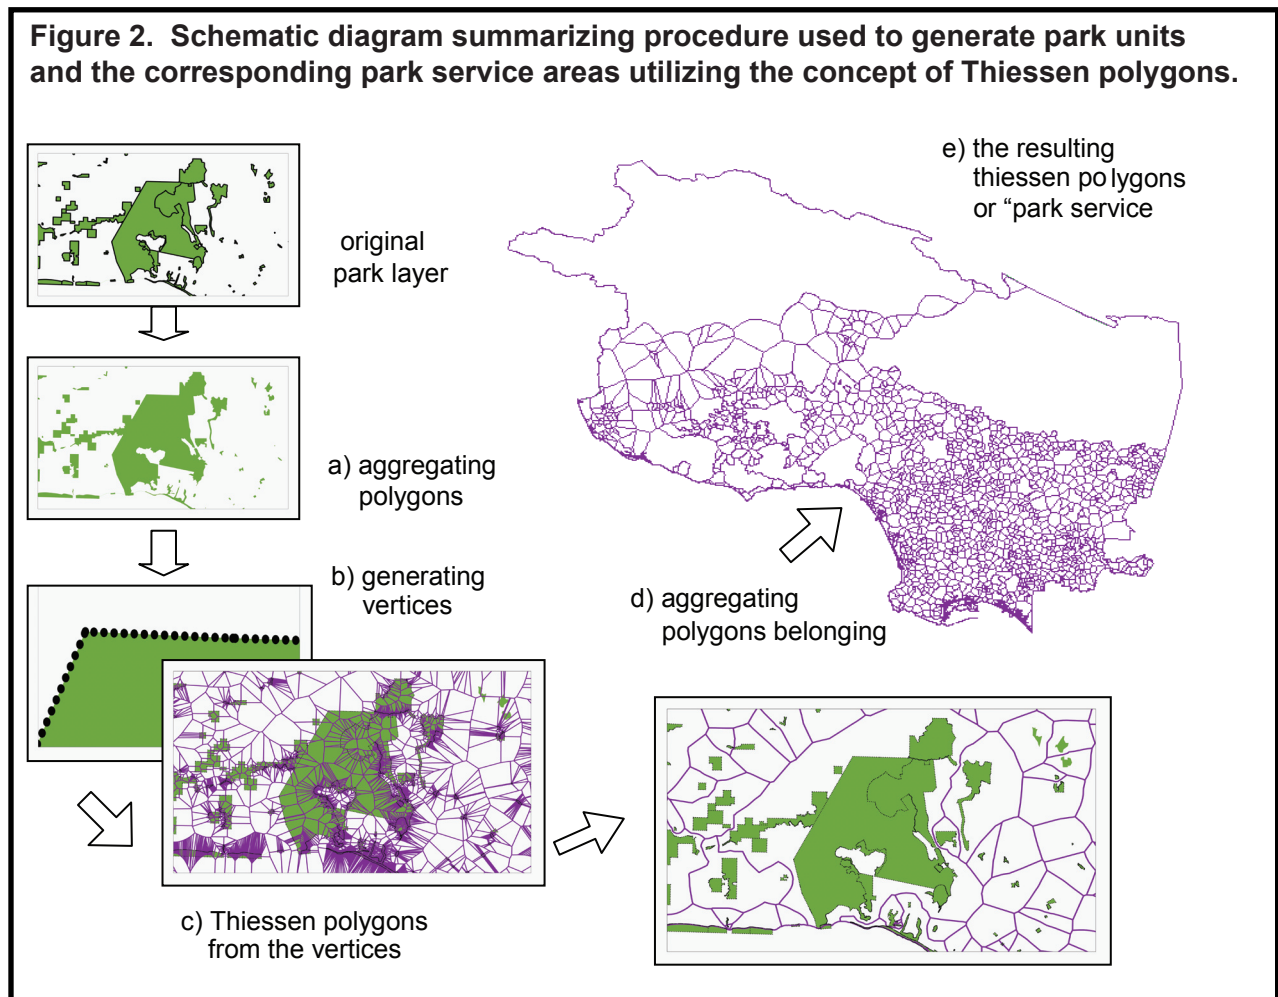 Figure 2.  Schematic diagram summarizing procedure used to generate park units
and the corresponding park service areas utilizing the concept of Thiessen polygons.
original
park layer
a) aggregating
polygons
b) generating
vertices
c) Thiessen polygons
from the vertices
d) aggregating
polygons belonging
e) the resulting
thiessen polygons
or “park service